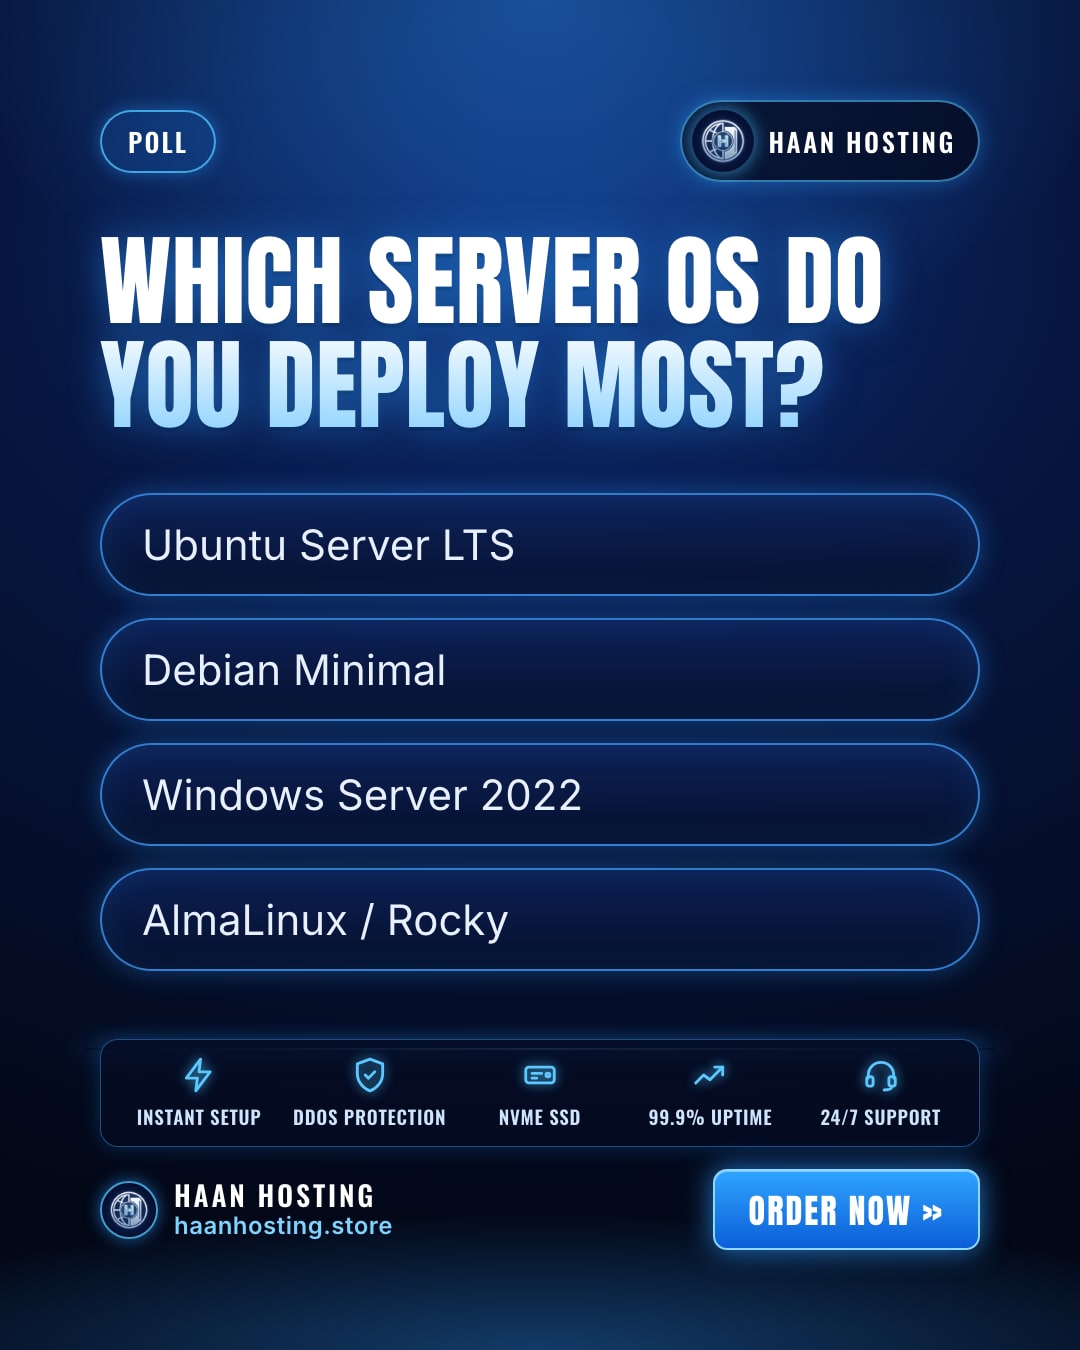 POLL
HAAN HOSTING
WHICH SERVER OS DO
YOU DEPLOY MOST?
Ubuntu Server LTS
Debian Minimal
Windows Server 2022
AlmaLinux / Rocky
INSTANT SETUP
DDOS PROTECTION
NVME SSD
99.9% UPTIME
24/7 SUPPORT
HAAN HOSTING
haanhosting.store
ORDER NOW »